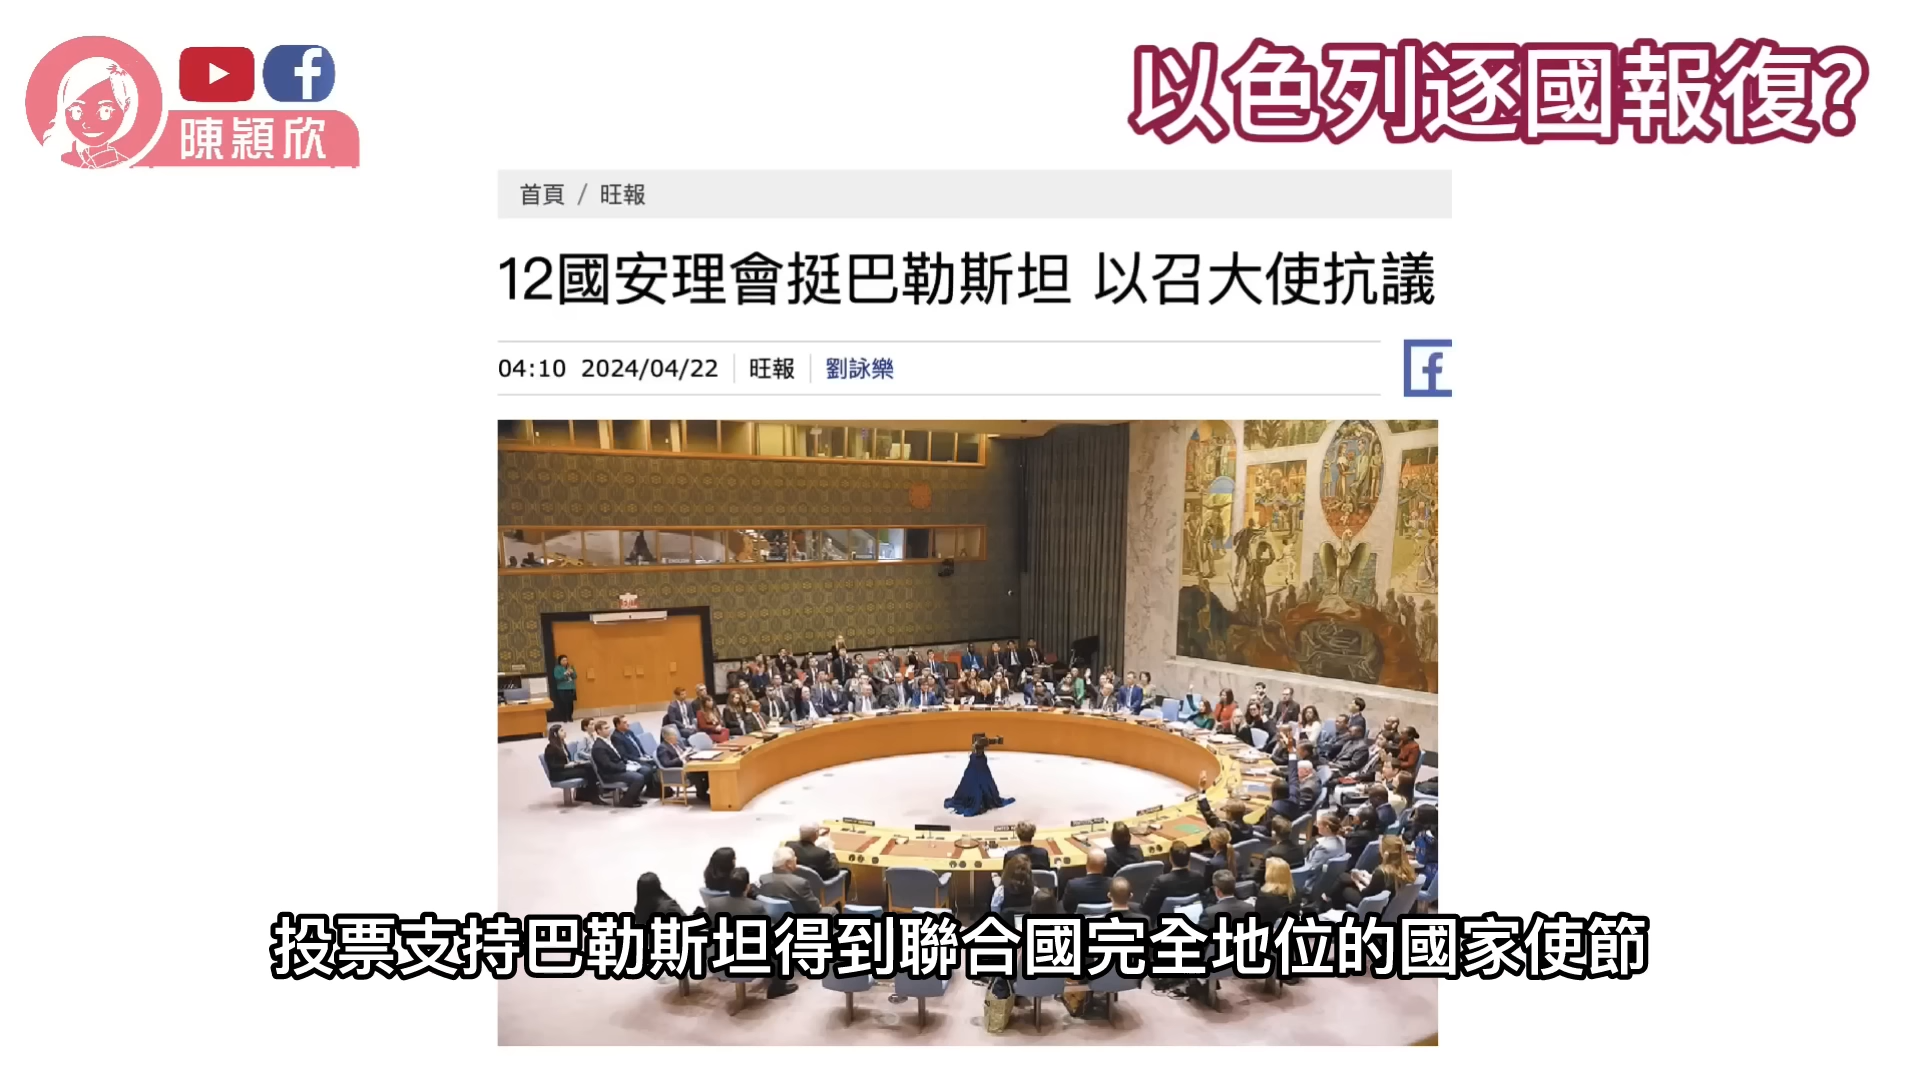 陳穎欣
以色列逐國報復?
首頁 / 旺報
12國安理會挺巴勒斯坦 以召大使抗議
04:10 2024/04/22 旺報 劉詠樂
投票支持巴勒斯坦得到聯合國完全地位的國家使節